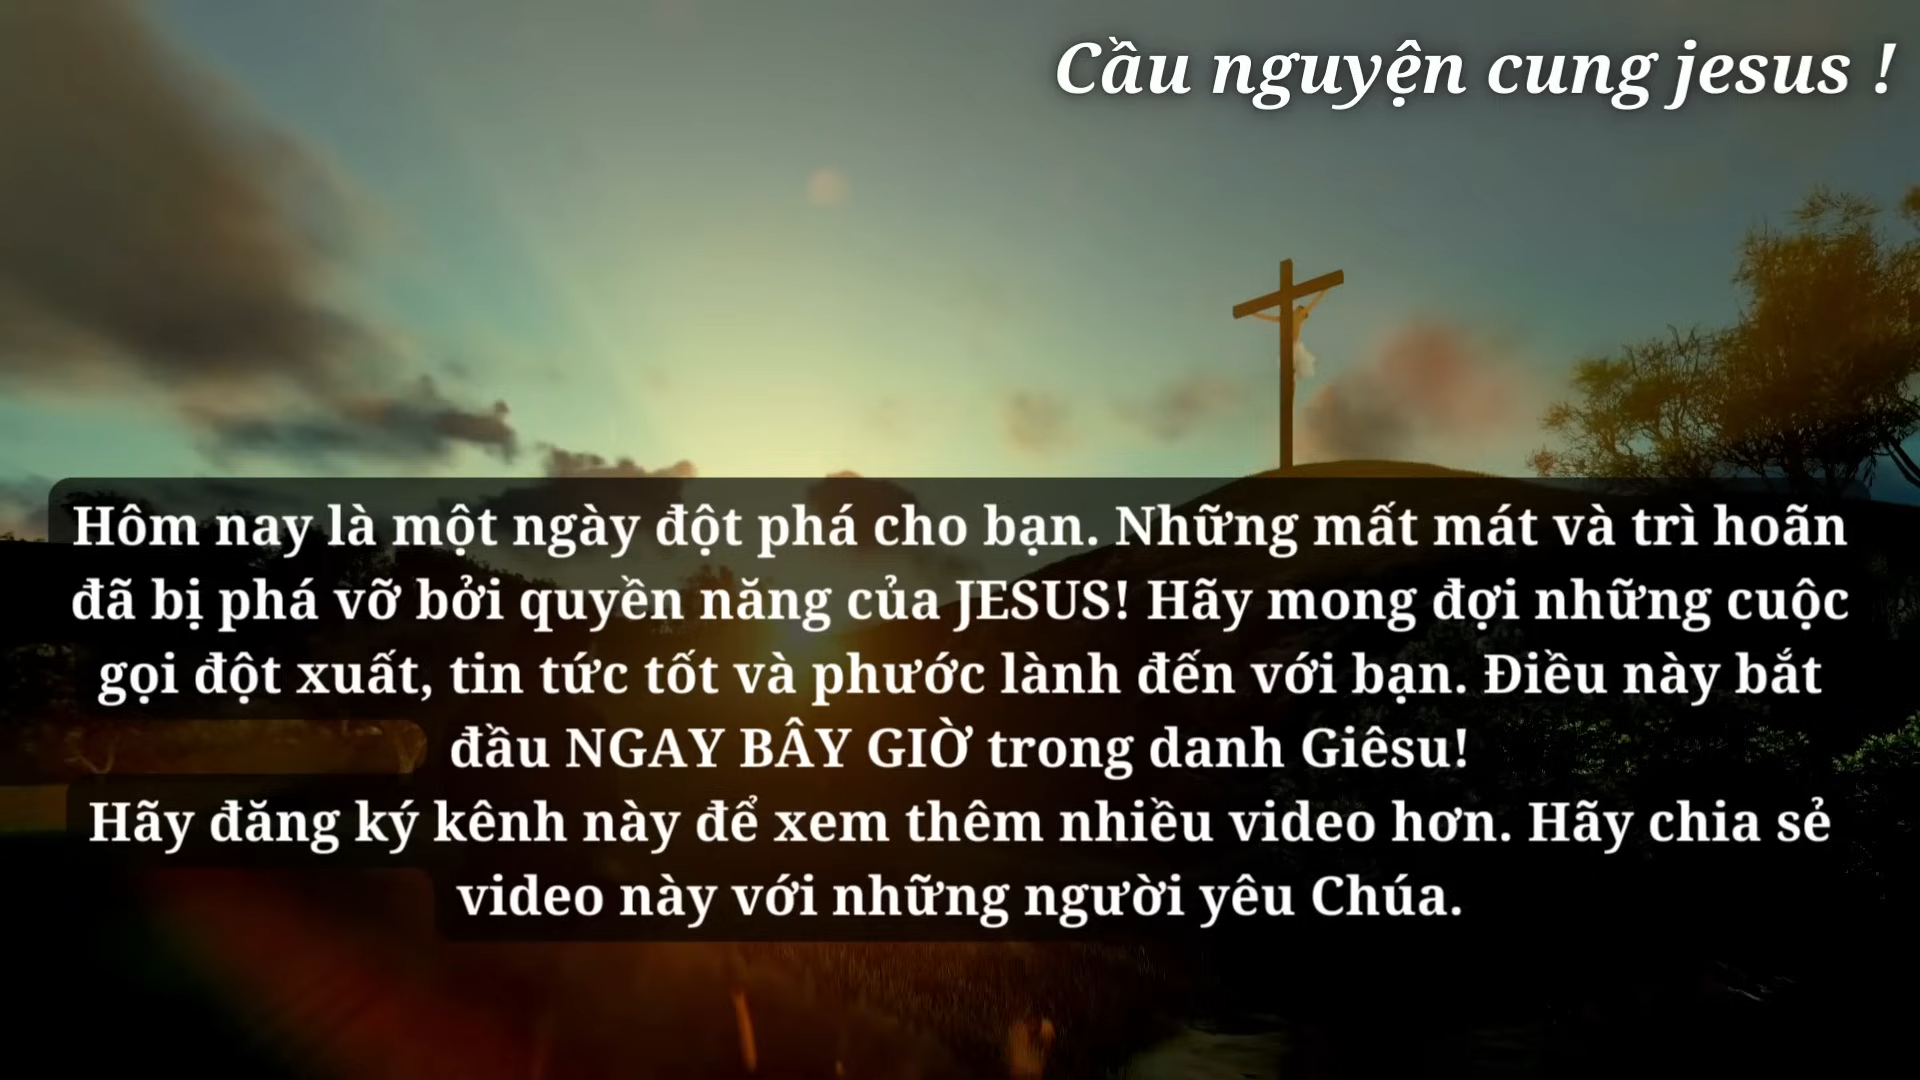 Cầu nguyện cung jesus !
Hôm nay là một ngày đột phá cho bạn. Những mất mát và trì hoãn
đã bị phá vỡ bởi quyền năng của JESUS! Hãy mong đợi những cuộc
gọi đột xuất, tin tức tốt và phước lành đến với bạn. Điều này bắt
đầu NGAY BÂY GIỜ trong danh Giêsu!
Hãy đăng ký kênh này để xem thêm nhiều video hơn. Hãy chia sẻ
video này với những người yêu Chúa.